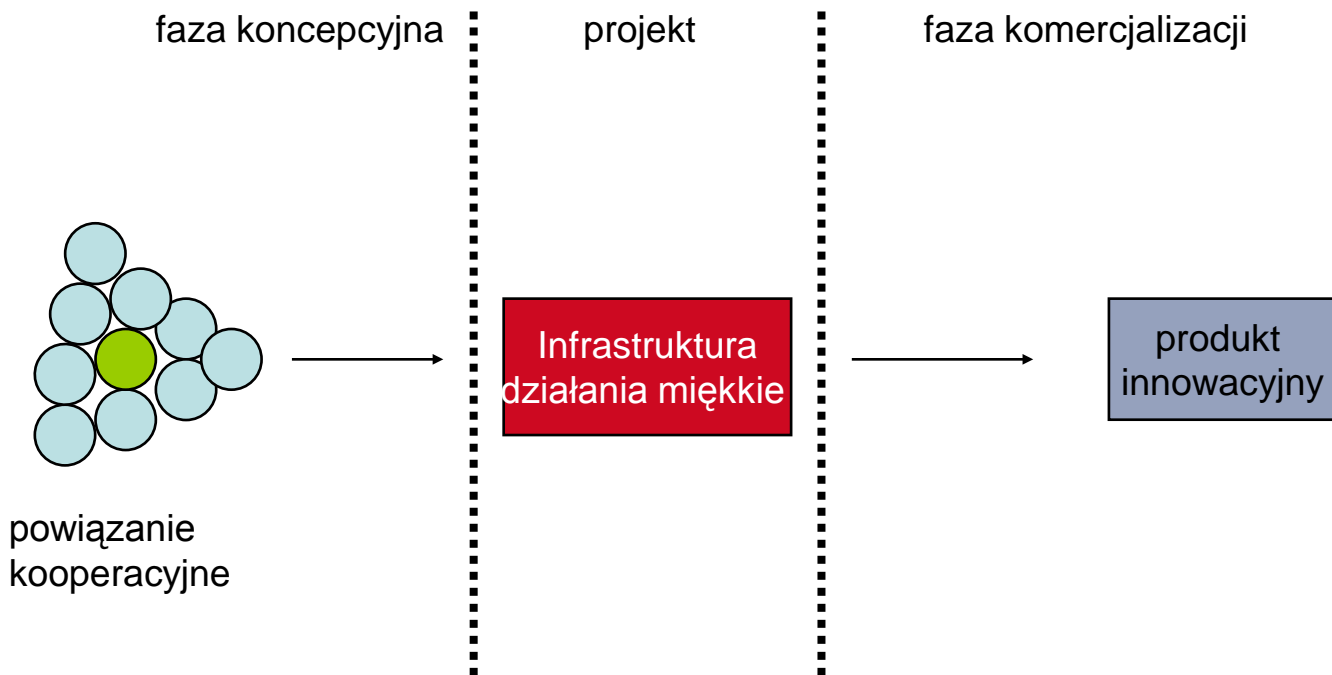 faza koncepcyjna
projekt
faza komercjalizacji
Infrastruktura
działania miękkie
produkt
innowacyjny
powiązanie
kooperacyjne